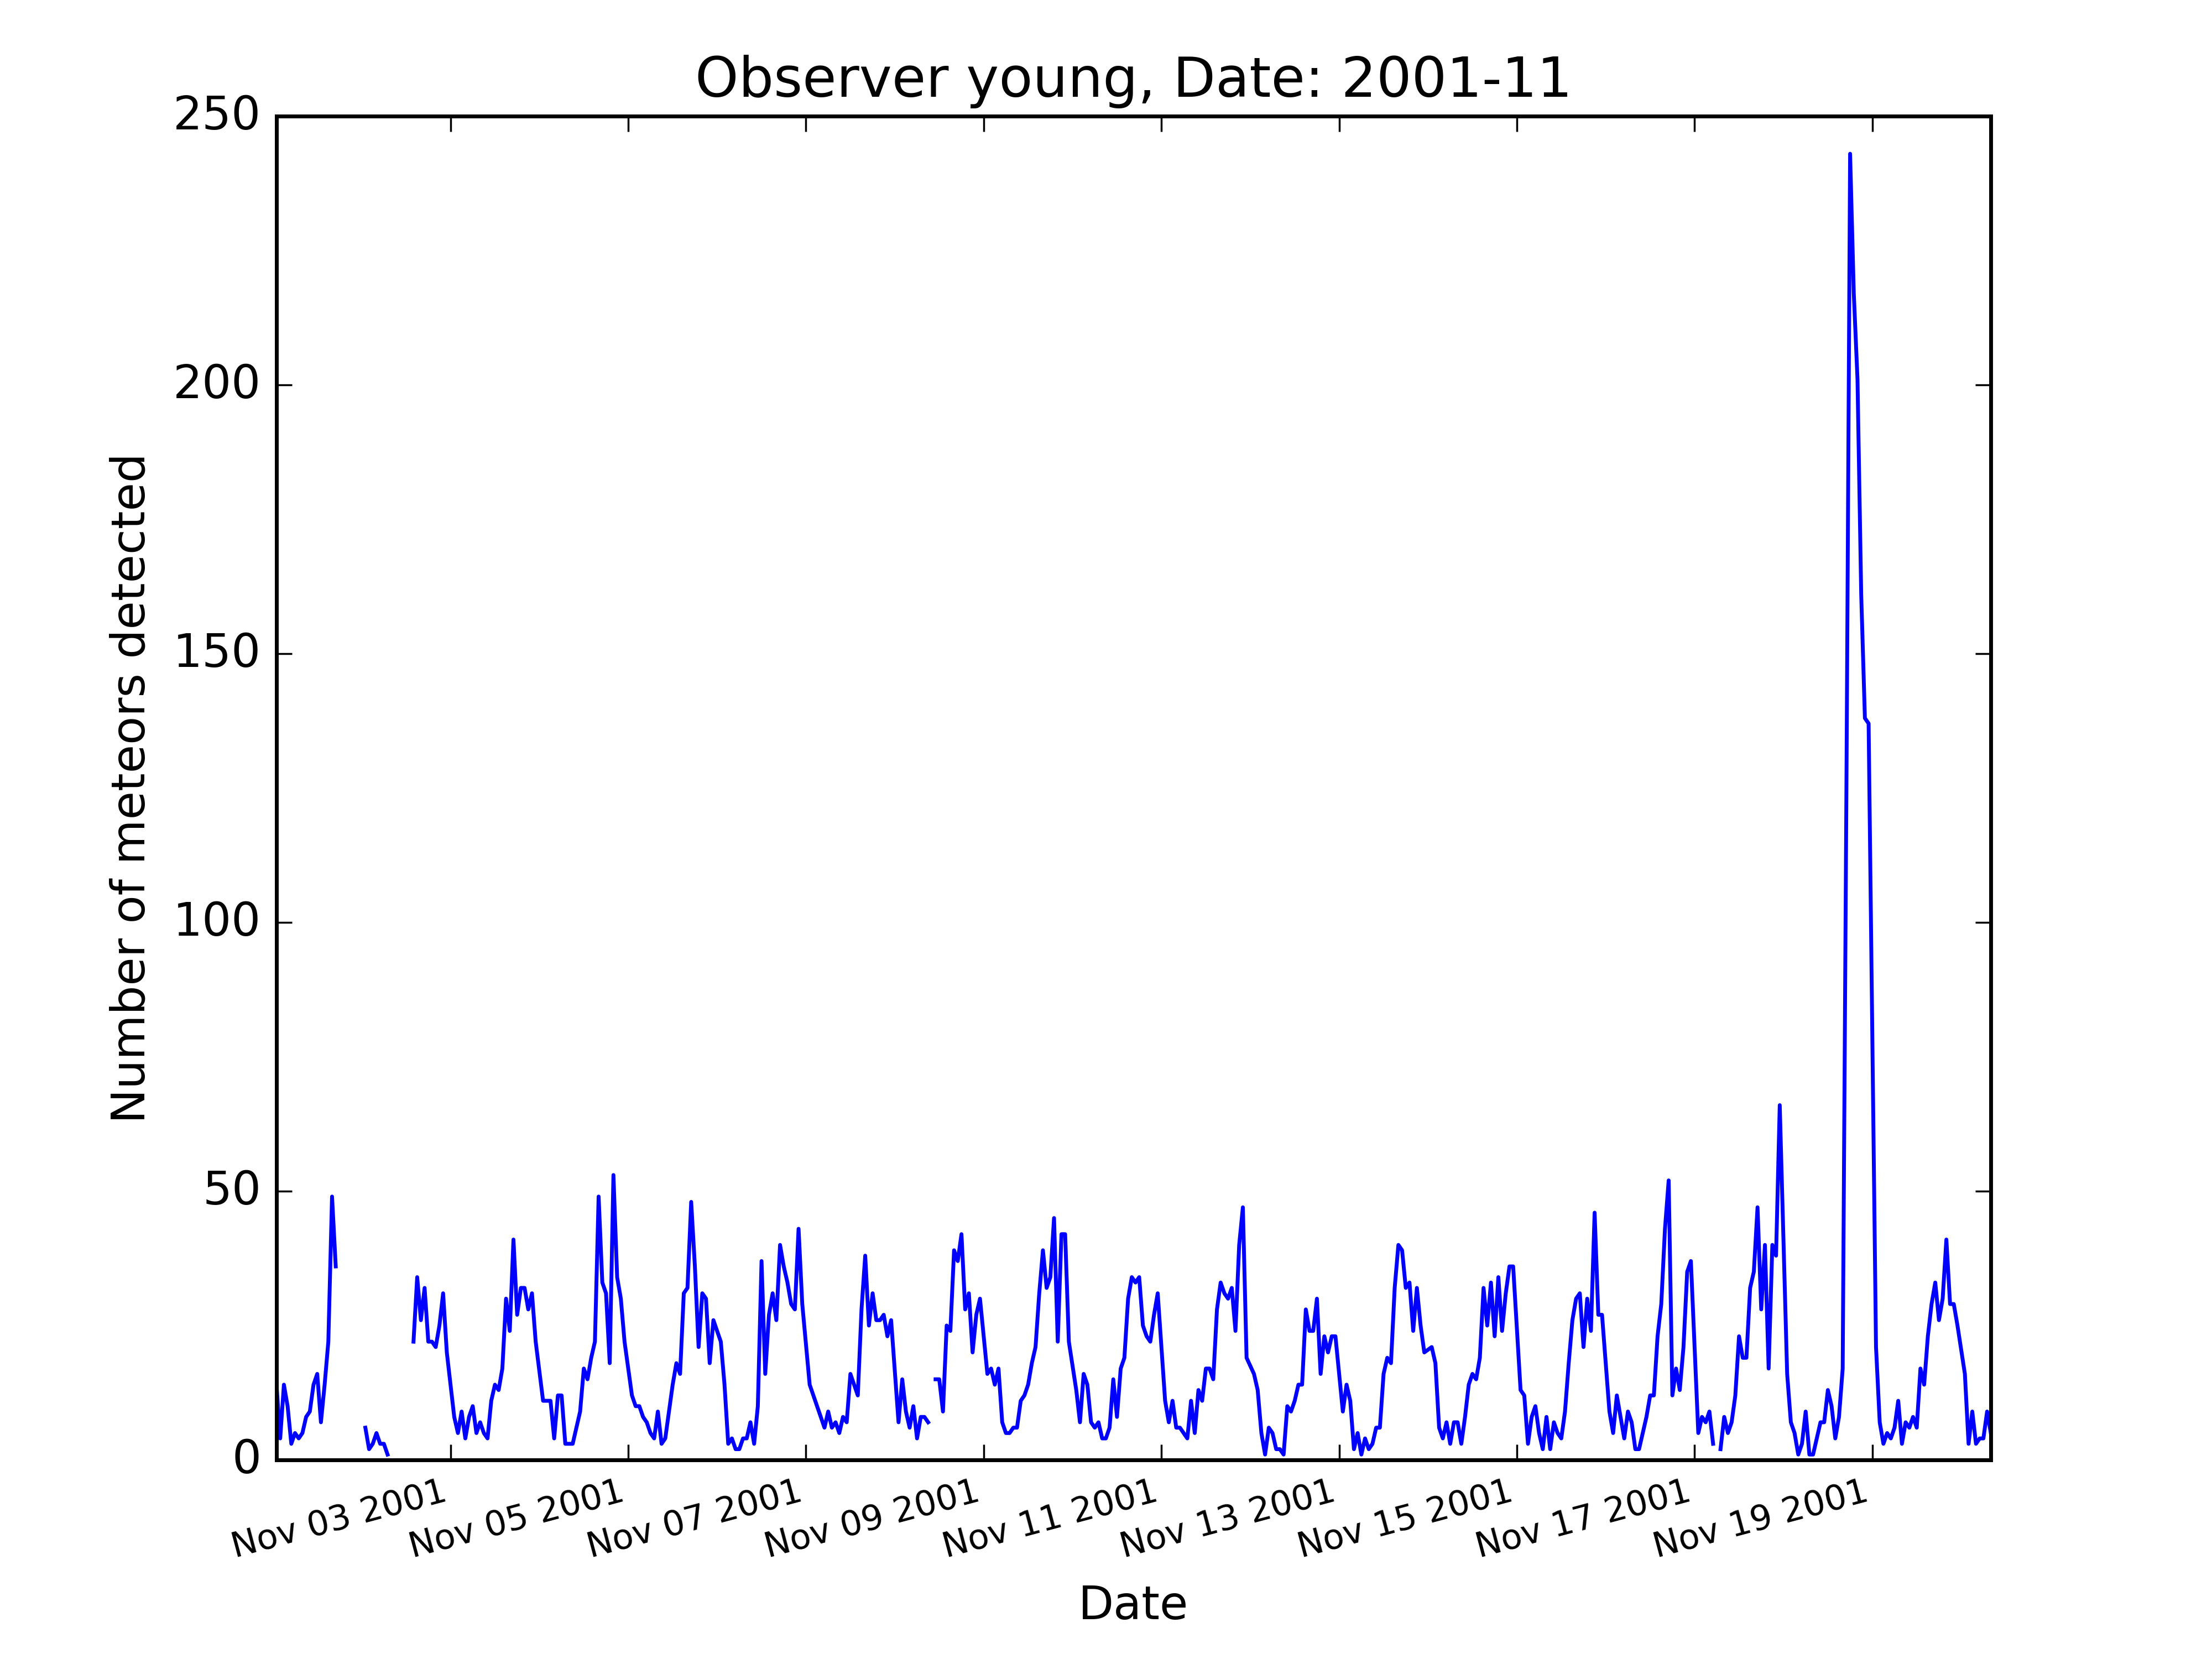 Observer young, Date: 2001-11
250
200
150
100
50
0
Number of meteors detected
Nov 03 2001
Nov 05 2001
Nov 07 2001
Nov 09 2001
Nov 11 2001
Nov 13 2001
Nov 15 2001
Nov 17 2001
Nov 19 2001
Date